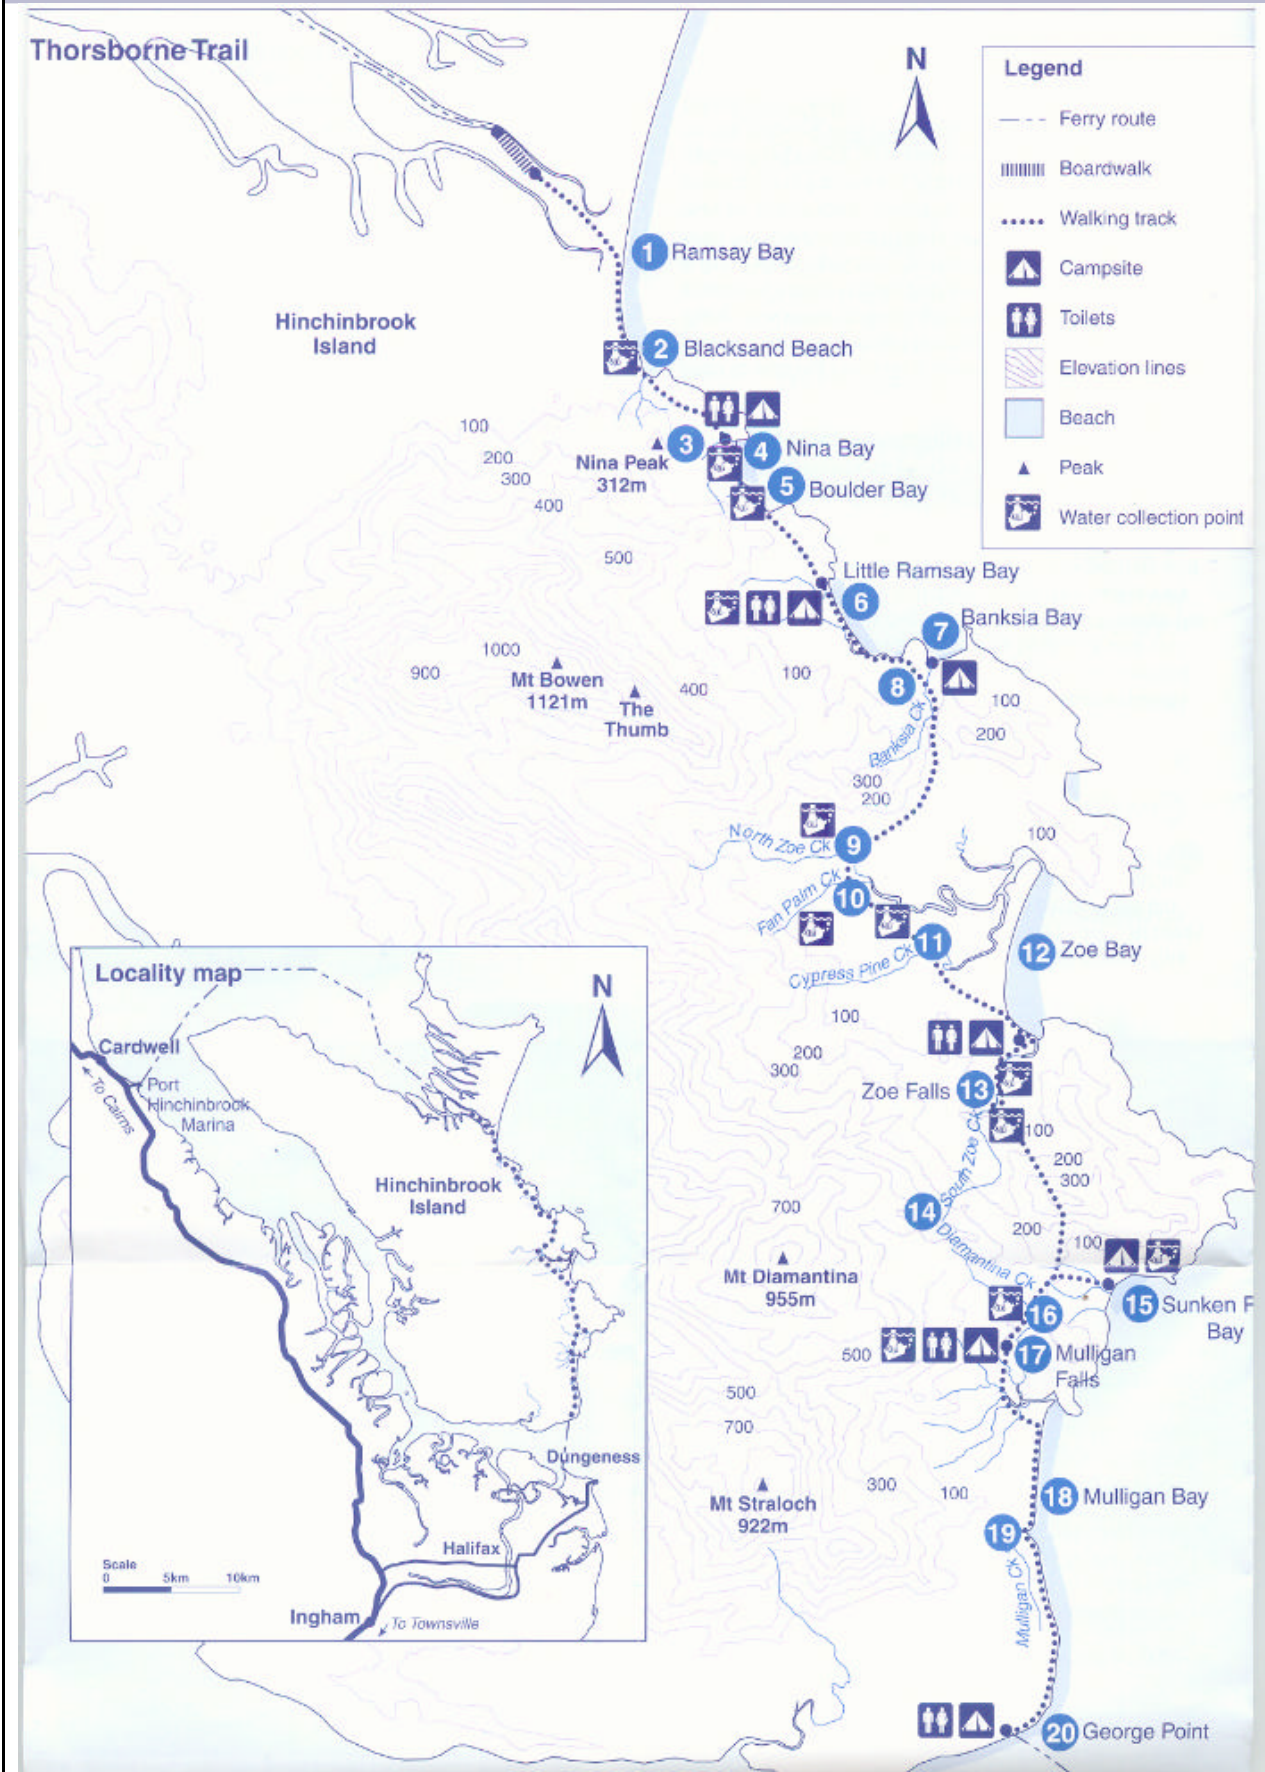 Thorsborne Trail
N
Legend
Ferry route
Boardwalk
Walking track
Campsite
Toilets
Elevation lines
Beach
Peak
Water collection point
1 Ramsay Bay
Hinchinbrook
Island
2 Blacksand Beach
100
200
300
400
500
3
Nina Peak
312m
4 Nina Bay
5 Boulder Bay
Little Ramsay Bay
6
7 Banksia Bay
8
100
200
Banksia Ck
300
200
1000
900
Mt Bowen
1121m
The
Thumb
400
100
North Zoe Ck
9
100
Fan Palm Ck
10
11
Cypress Pine Ck
12 Zoe Bay
100
200
300
Zoe Falls 13
100
200
300
South Zoe Ck
14
Diamantina Ck
200
100
700
Mt Diamantina
955m
15 Sunken F
Bay
16
17 Mulligan
Falls
500
500
700
Mt Straloch
922m
300
100
18 Mulligan Bay
19
Mulligan Ck
20 George Point
Locality map
N
Cardwell
To Cairns
Port
Hinchinbrook
Marina
Hinchinbrook
Island
Dungeness
Halifax
Scale
0 5km 10km
Ingham
To Townsville